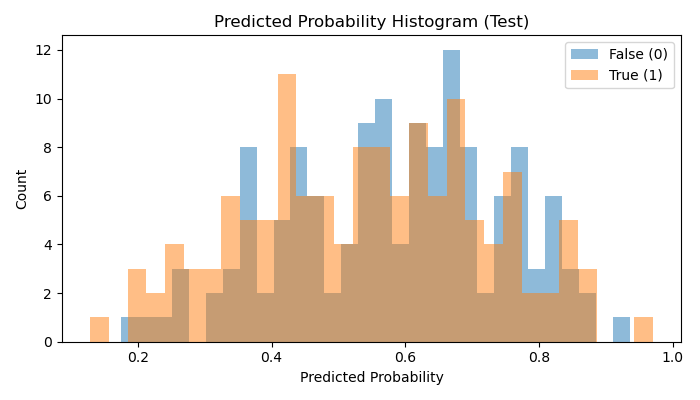 Predicted Probability Histogram (Test)
False (0)
True (1)
12
10
8
6
4
2
0
Count
0.2
0.4
0.6
0.8
1.0
Predicted Probability